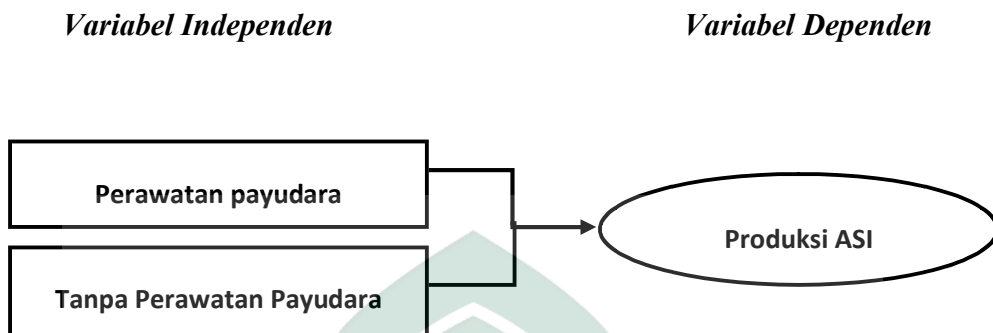 Variabel Independen Variabel Dependen
Perawatan payudara
Produksi ASI
Tanpa Perawatan Payudara